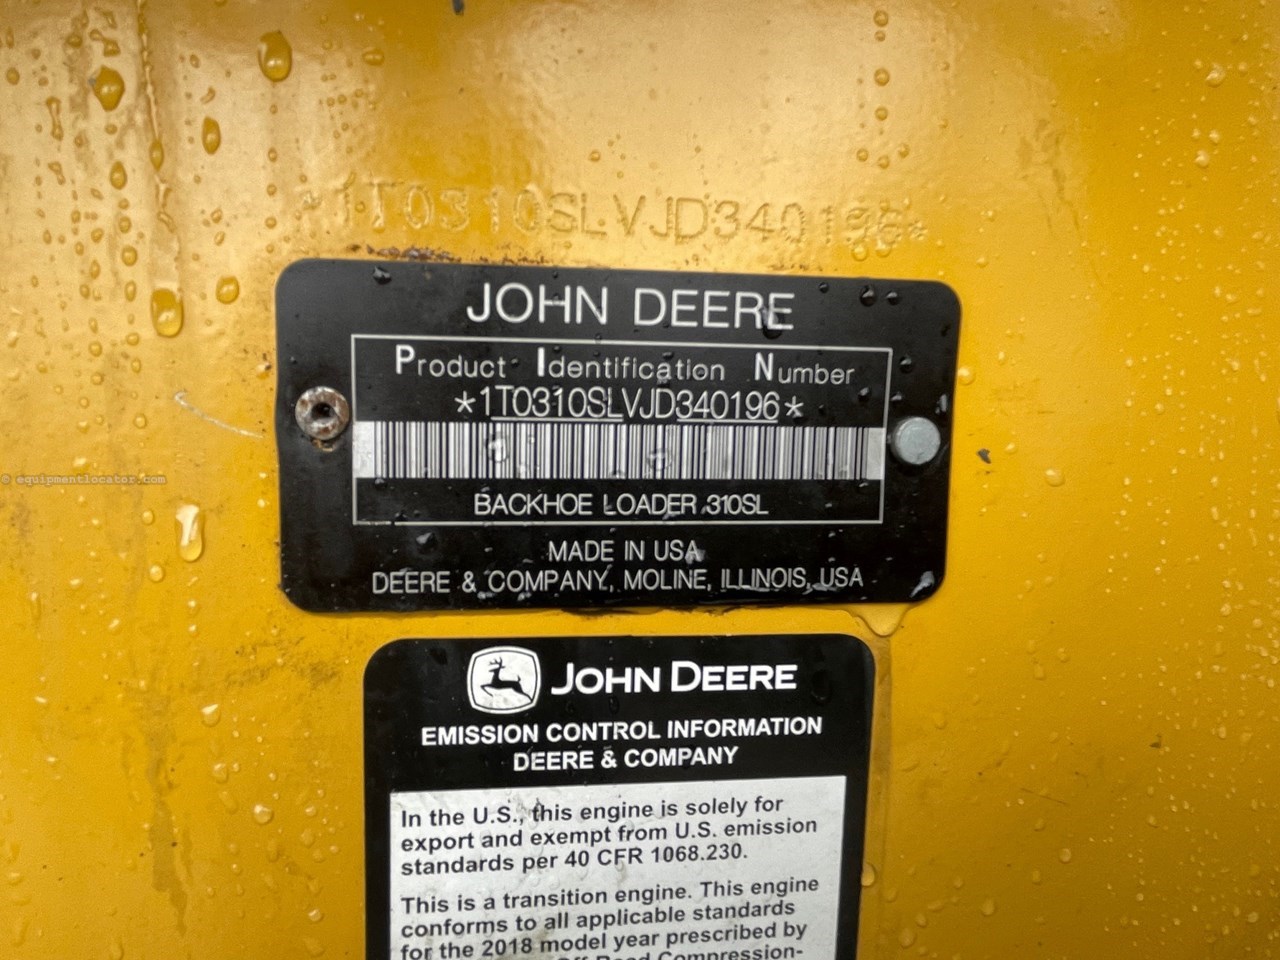 *1T0310SLVJD340196*
JOHN DEERE
Product Identification Number
*1T0310SLVJD340196*
BACKHOE LOADER 310SL
MADE IN USA
DEERE & COMPANY, MOLINE, ILLINOIS, USA
© equipmentlocator.com
JOHN DEERE
EMISSION CONTROL INFORMATION
DEERE & COMPANY
In the U.S., this engine is solely for
export and exempt from U.S. emission
standards per 40 CFR 1068.230.
This is a transition engine. This engine
conforms to all applicable standards
for the 2018 model year prescribed by
Off-Road Compression-